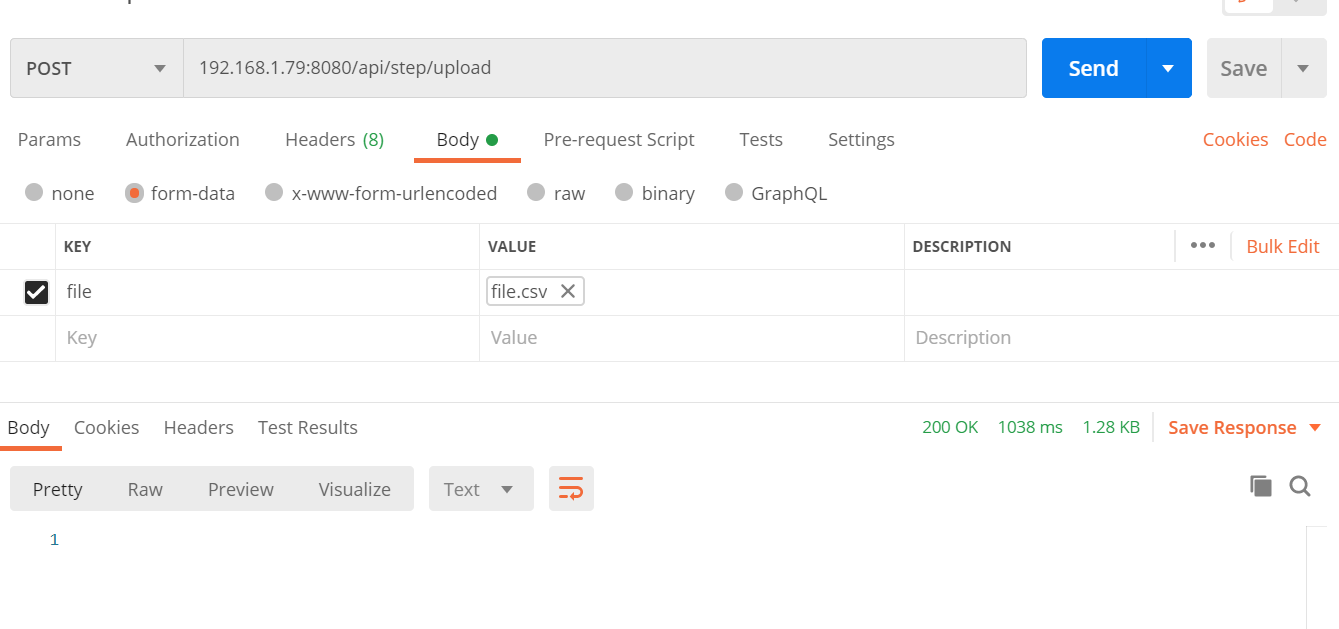 POST 192.168.1.79:8080/api/step/upload Send Save
Params Authorization Headers (8) Body Pre-request Script Tests Settings Cookies Code
none form-data x-www-form-urlencoded raw binary GraphQL
KEY VALUE DESCRIPTION ••• Bulk Edit
file file.csv
Key Value Description
Body Cookies Headers Test Results 200 OK 1038 ms 1.28 KB Save Response
Pretty Raw Preview Visualize Text
1